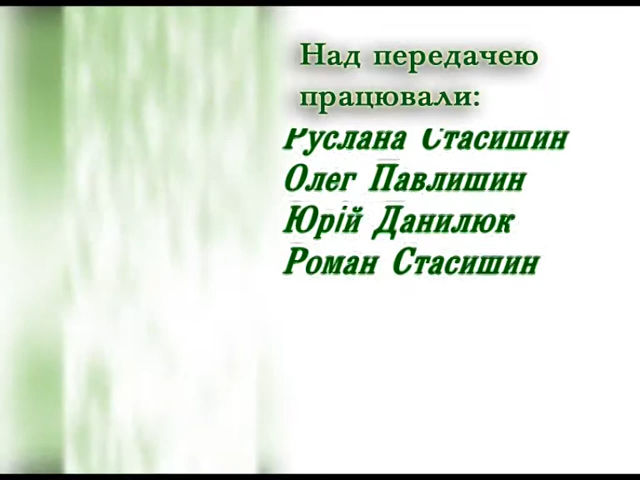 Над передачею
працювали:
Руслана Стасишин
Олег Павлишин
Юрій Данилюк
Роман Стасишин